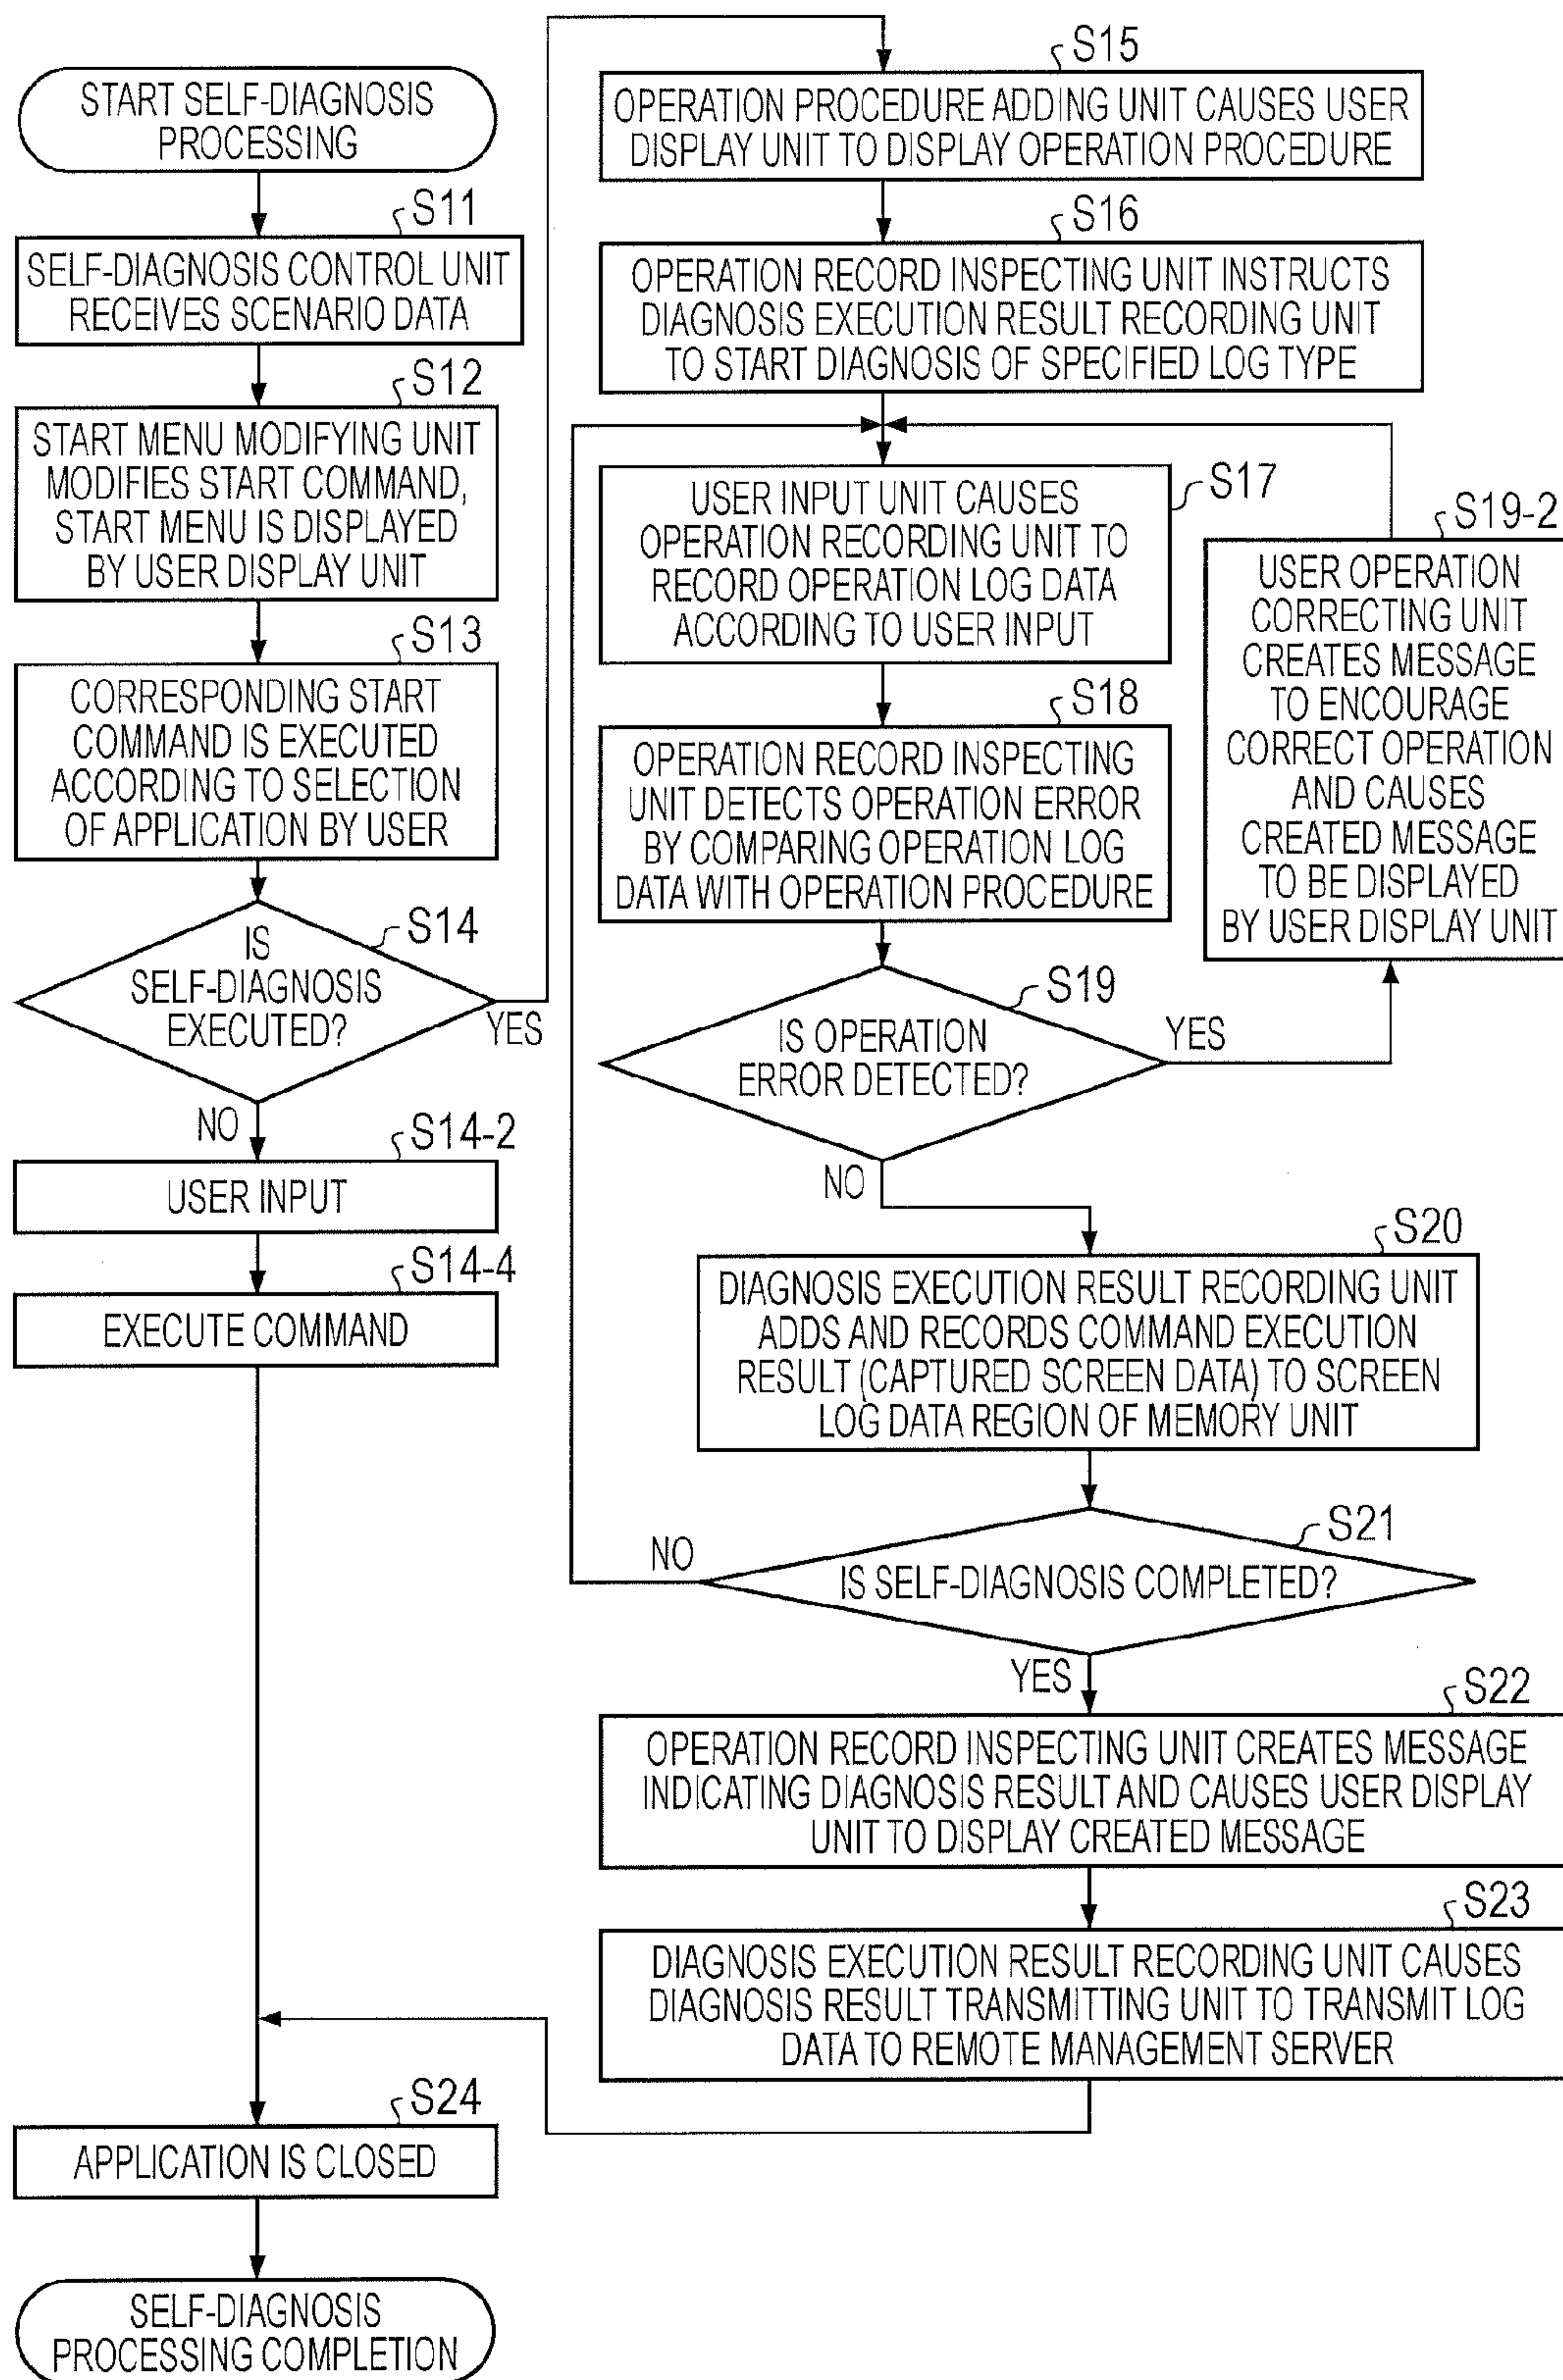 START SELF-DIAGNOSIS
PROCESSING
S11
SELF-DIAGNOSIS CONTROL UNIT
RECEIVES SCENARIO DATA
S12
START MENU MODIFYING UNIT
MODIFIES START COMMAND,
START MENU IS DISPLAYED
BY USER DISPLAY UNIT
S13
CORRESPONDING START
COMMAND IS EXECUTED
ACCORDING TO SELECTION
OF APPLICATION BY USER
S14
IS
SELF-DIAGNOSIS
EXECUTED?
YES
NO
S14-2
USER INPUT
S14-4
EXECUTE COMMAND
S15
OPERATION PROCEDURE ADDING UNIT CAUSES USER
DISPLAY UNIT TO DISPLAY OPERATION PROCEDURE
S16
OPERATION RECORD INSPECTING UNIT INSTRUCTS
DIAGNOSIS EXECUTION RESULT RECORDING UNIT
TO START DIAGNOSIS OF SPECIFIED LOG TYPE
S17
USER INPUT UNIT CAUSES
OPERATION RECORDING UNIT TO
RECORD OPERATION LOG DATA
ACCORDING TO USER INPUT
S18
OPERATION RECORD INSPECTING
UNIT DETECTS OPERATION ERROR
BY COMPARING OPERATION LOG
DATA WITH OPERATION PROCEDURE
S19
IS OPERATION
ERROR DETECTED?
YES
NO
S19-2
USER OPERATION
CORRECTING UNIT
CREATES MESSAGE
TO ENCOURAGE
CORRECT OPERATION
AND CAUSES
CREATED MESSAGE
TO BE DISPLAYED
BY USER DISPLAY UNIT
S20
DIAGNOSIS EXECUTION RESULT RECORDING UNIT
ADDS AND RECORDS COMMAND EXECUTION
RESULT (CAPTURED SCREEN DATA) TO SCREEN
LOG DATA REGION OF MEMORY UNIT
S21
IS SELF-DIAGNOSIS COMPLETED?
NO
YES
S22
OPERATION RECORD INSPECTING UNIT CREATES MESSAGE
INDICATING DIAGNOSIS RESULT AND CAUSES USER DISPLAY
UNIT TO DISPLAY CREATED MESSAGE
S23
DIAGNOSIS EXECUTION RESULT RECORDING UNIT CAUSES
DIAGNOSIS RESULT TRANSMITTING UNIT TO TRANSMIT LOG
DATA TO REMOTE MANAGEMENT SERVER
S24
APPLICATION IS CLOSED
SELF-DIAGNOSIS
PROCESSING COMPLETION